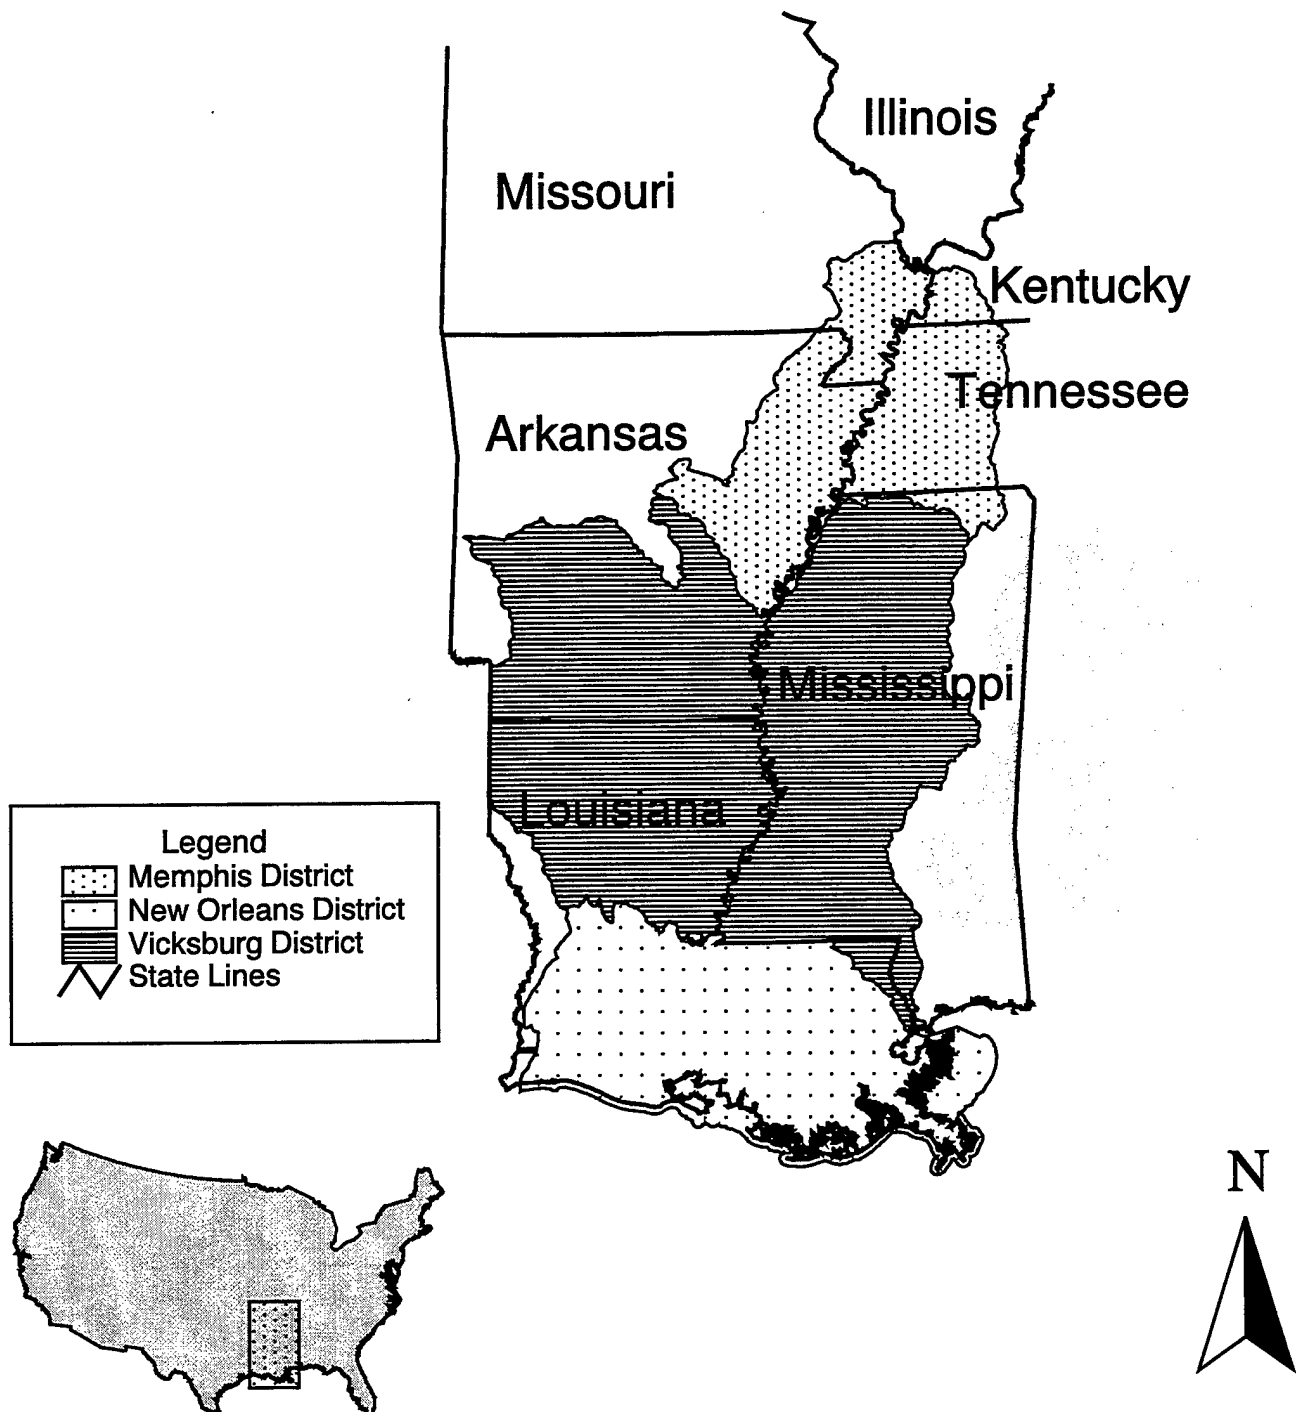 Illinois
Missouri
Kentucky
Tennessee
Arkansas
Mississippi
Louisiana
Legend
Memphis District
New Orleans District
Vicksburg District
State Lines
N